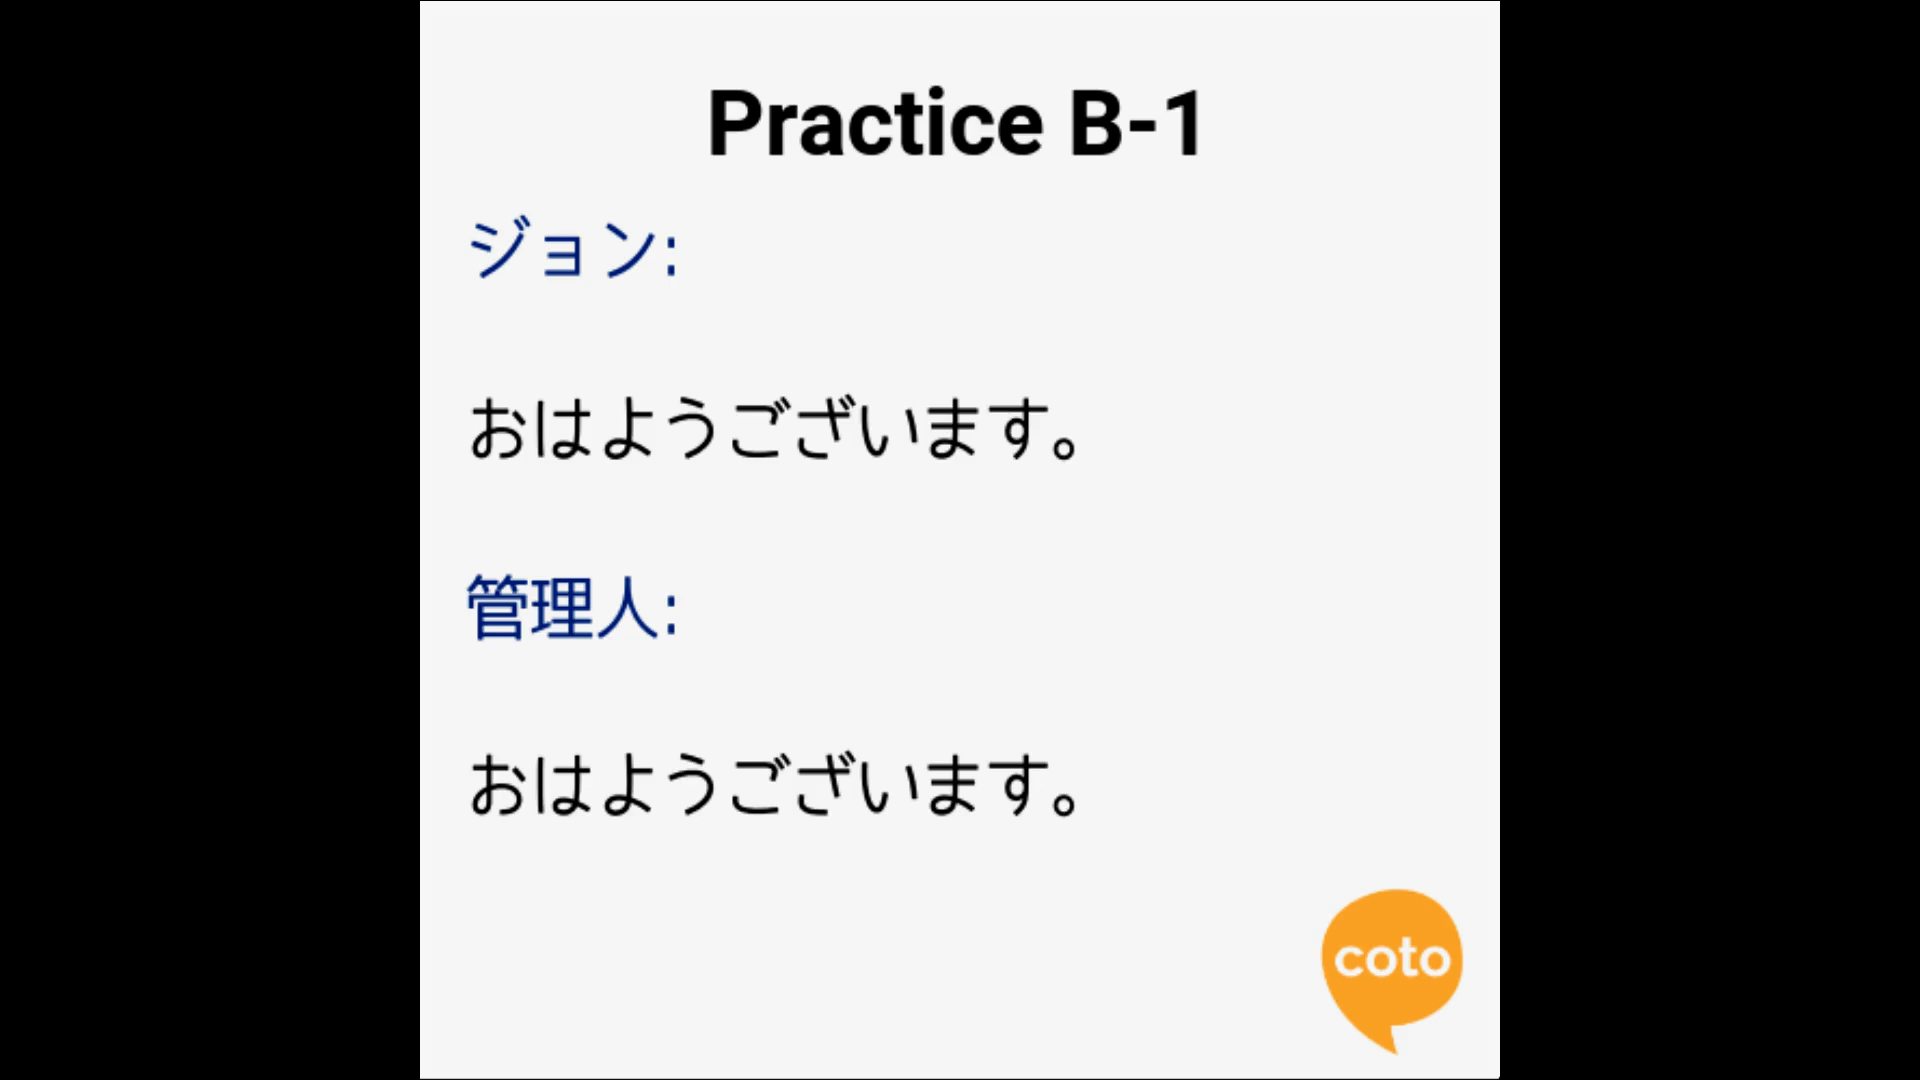 Practice B-1
ジョン:
おはようございます。
管理人:
おはようございます。
coto